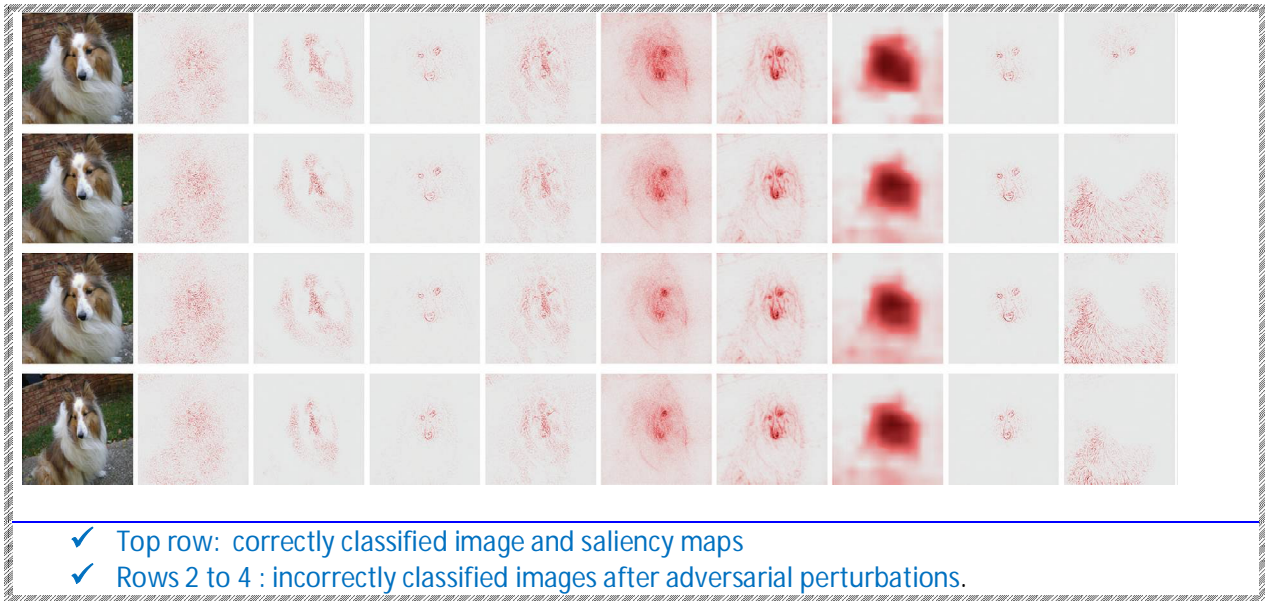 ✓ Top row: correctly classified image and saliency maps
✓ Rows 2 to 4 : incorrectly classified images after adversarial perturbations.